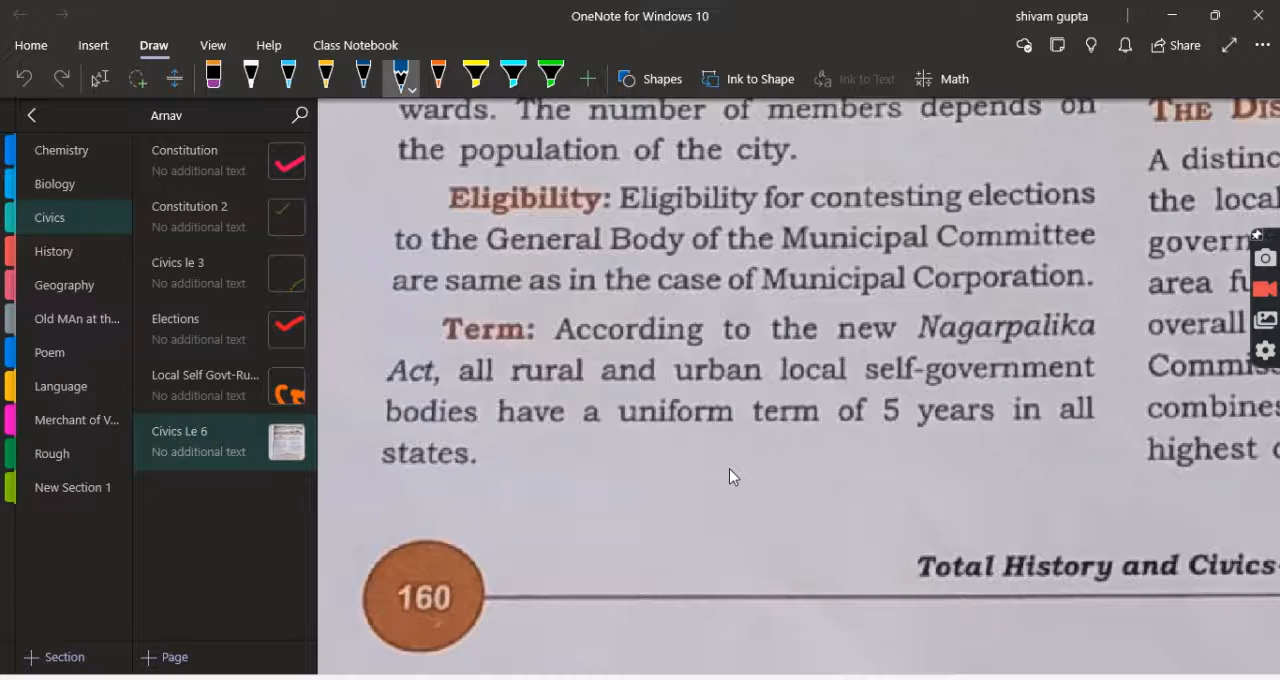 OneNote for Windows 10
shivam gupta
Home Insert Draw View Help Class Notebook
Share
Shapes
Ink to Shape
Ink to Text
Math
Arnav
Chemistry
Biology
Civics
History
Geography
Old MAn at th...
Poem
Language
Merchant of V...
Rough
New Section 1
Section
Constitution
No additional text
Constitution 2
No additional text
Civics le 3
No additional text
Elections
No additional text
Local Self Govt-Ru...
No additional text
Civics Le 6
No additional text
Page
wards. The number of members depends on
the population of the city.
Eligibility: Eligibility for contesting elections
to the General Body of the Municipal Committee
are same as in the case of Municipal Corporation.
Term: According to the new Nagarpalika
Act, all rural and urban local self-government
bodies have a uniform term of 5 years in all
states.
160
THE DIS
A distinc
the local
govern
area fu
overall
Commis
combines
highest
Total History and Civics-